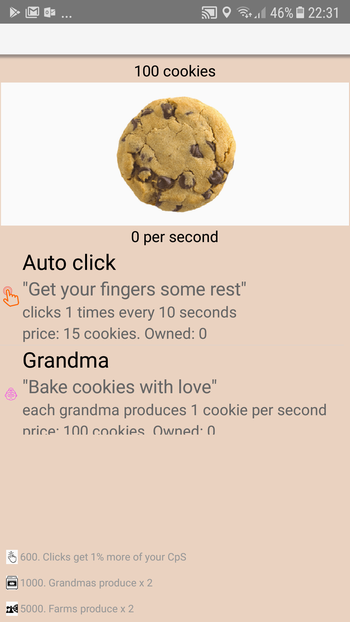 ... 46% 22:31
100 cookies
0 per second
Auto click
"Get your fingers some rest"
clicks 1 times every 10 seconds
price: 15 cookies. Owned: 0
Grandma
"Bake cookies with love"
each grandma produces 1 cookie per second
price: 100 cookies. Owned: 0
600. Clicks get 1% more of your CpS
1000. Grandmas produce x 2
5000. Farms produce x 2